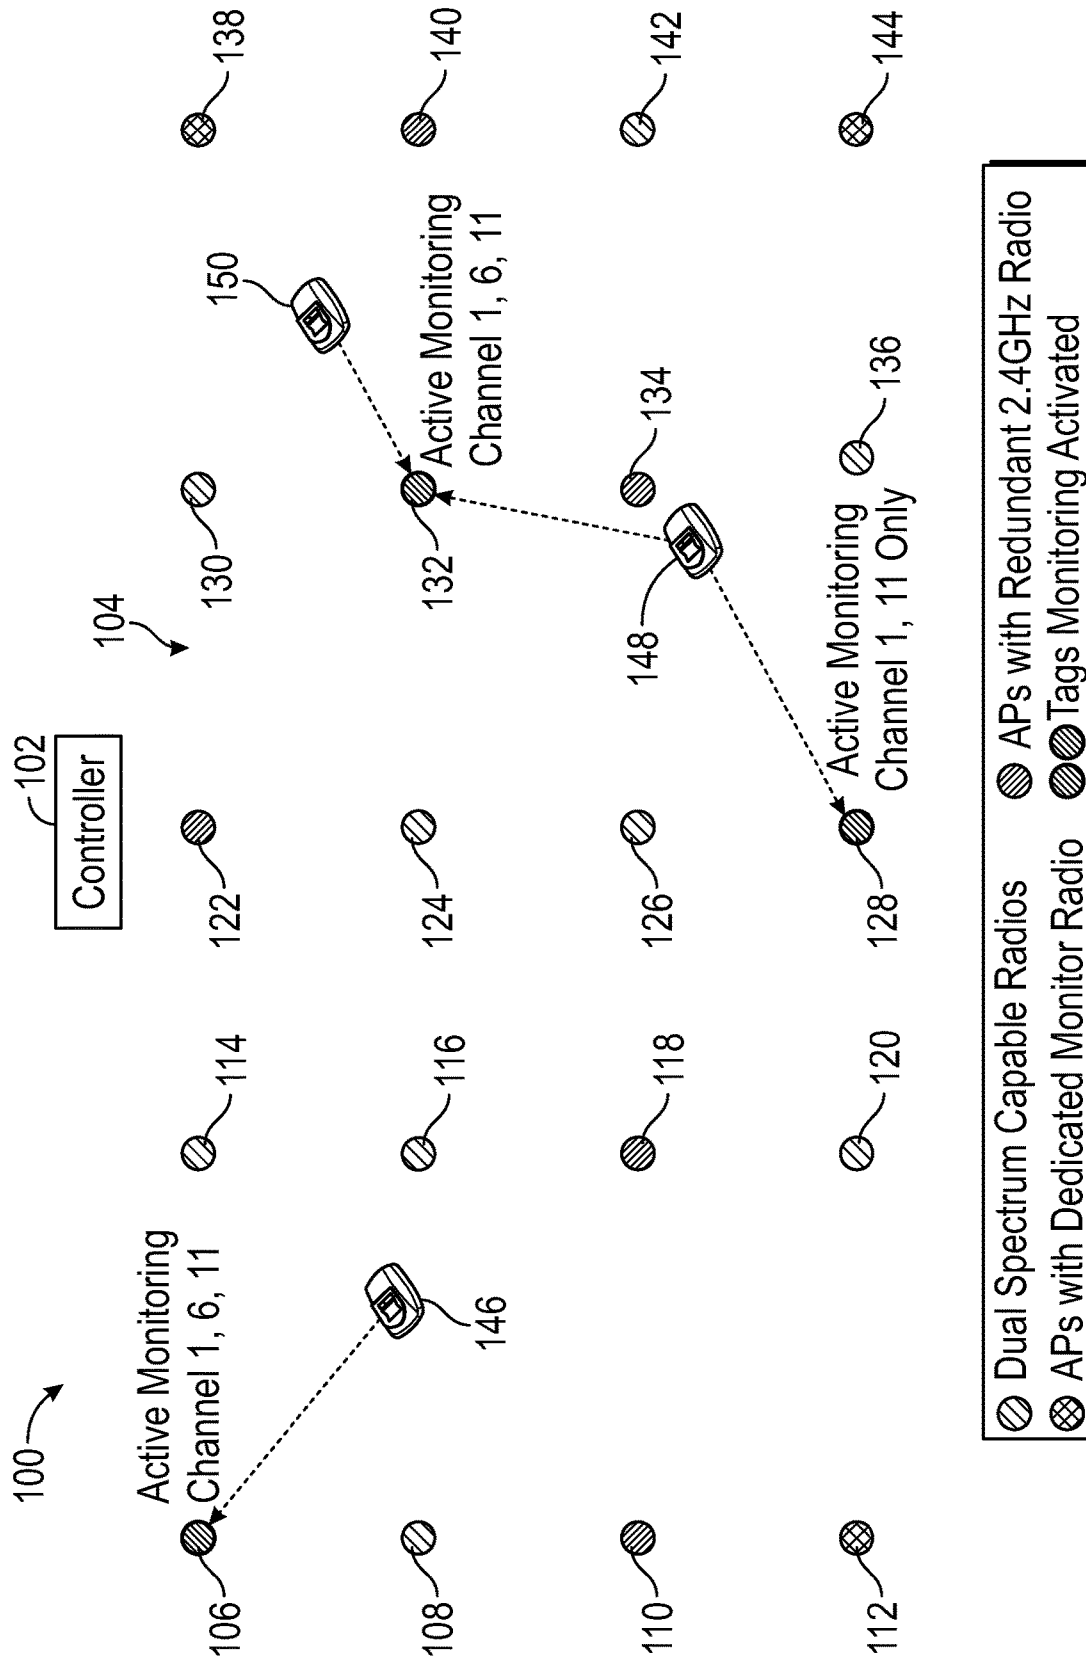 100
102
Controller
104
Active Monitoring
Channel 1, 6, 11
106
114
122
130
138
150
146
108
116
124
132
Active Monitoring
Channel 1, 6, 11
140
110
118
126
148
134
142
Active Monitoring
Channel 1, 11 Only
112
120
128
136
144
Dual Spectrum Capable Radios
APs with Redundant 2.4GHz Radio
APs with Dedicated Monitor Radio
Tags Monitoring Activated